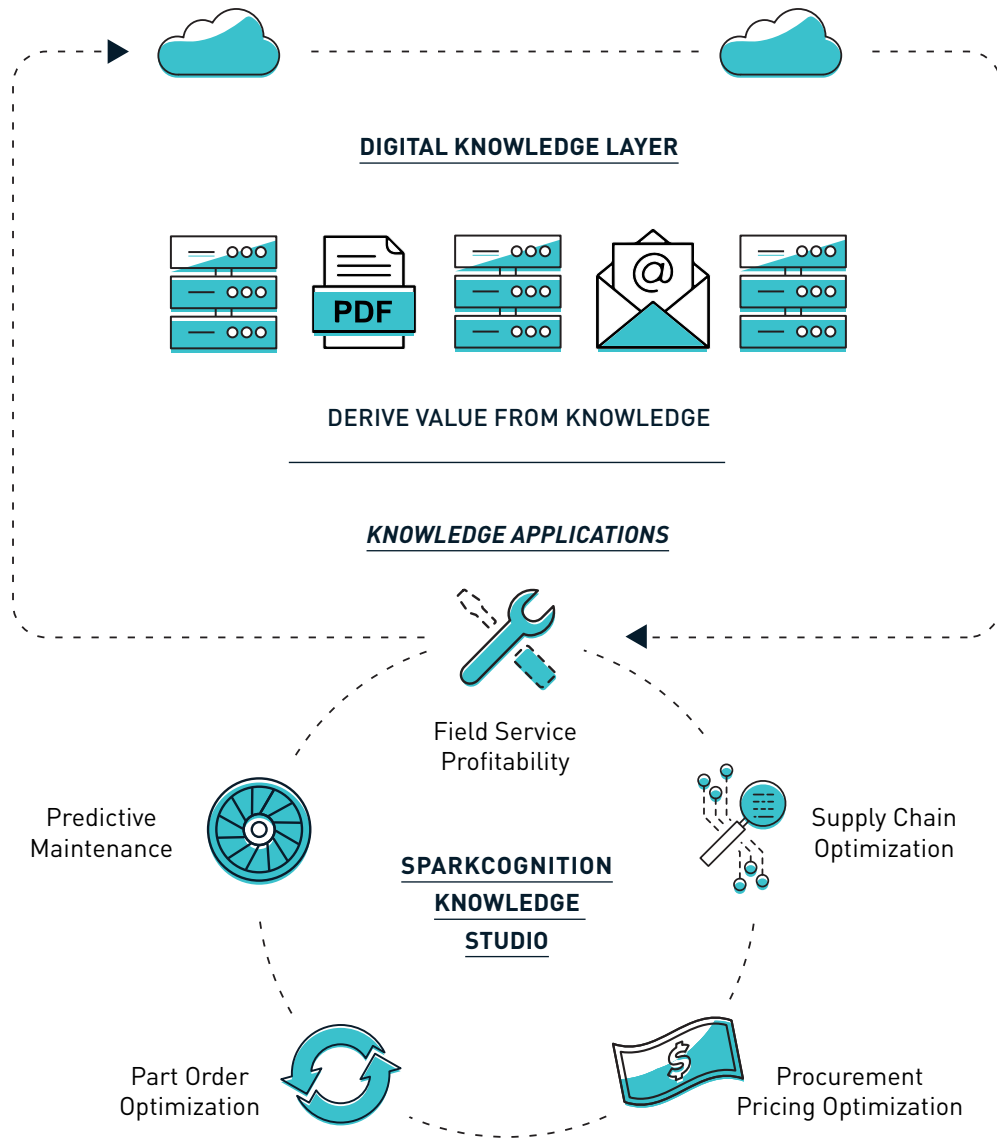 DIGITAL KNOWLEDGE LAYER
PDF
@
DERIVE VALUE FROM KNOWLEDGE
KNOWLEDGE APPLICATIONS
Field Service
Profitability
Predictive
Maintenance
Supply Chain
Optimization
SPARKCOGNITION
KNOWLEDGE
STUDIO
Part Order
Optimization
$
Procurement
Pricing Optimization